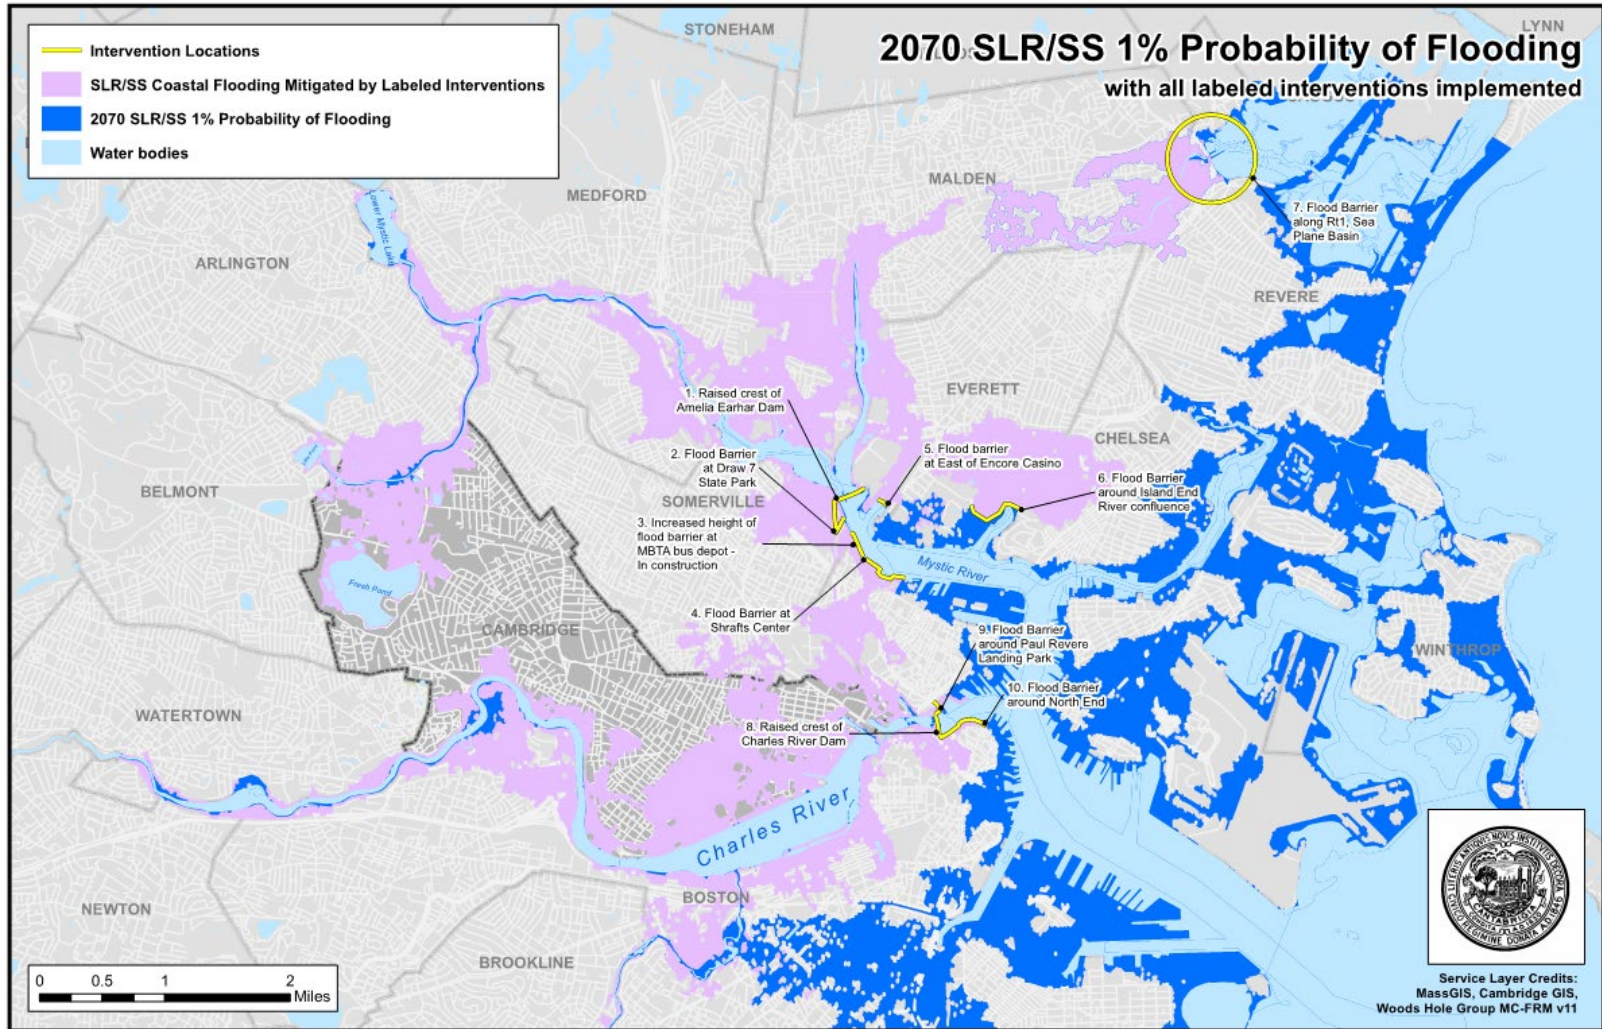 Intervention Locations
SLR/SS Coastal Flooding Mitigated by Labeled Interventions
2070 SLR/SS 1% Probability of Flooding
Water bodies
2070 SLR/SS 1% Probability of Flooding
with all labeled interventions implemented
STONEHAM
LYNN
MEDFORD
MALDEN
Lower Mystic Lake
ARLINGTON
7. Flood Barrier
along Rt1, Sea
Plane Basin
REVERE
EVERETT
1. Raised crest of
Amelia Earhar Dam
CHELSEA
2. Flood Barrier
at Draw 7
State Park
5. Flood barrier
at East of Encore Casino
BELMONT
SOMERVILLE
6. Flood Barrier
around Island End
River confluence
3. Increased height of
flood barrier at
MBTA bus depot -
In construction
Mystic River
Fresh Pond
4. Flood Barrier at
Shrafts Center
CAMBRIDGE
9. Flood Barrier
around Paul Revere
Landing Park
WINTHROP
10. Flood Barrier
around North End
WATERTOWN
8. Raised crest of
Charles River Dam
Charles River
BOSTON
NEWTON
BROOKLINE
0 0.5 1 2
Miles
Service Layer Credits:
MassGIS, Cambridge GIS,
Woods Hole Group MC-FRM v11